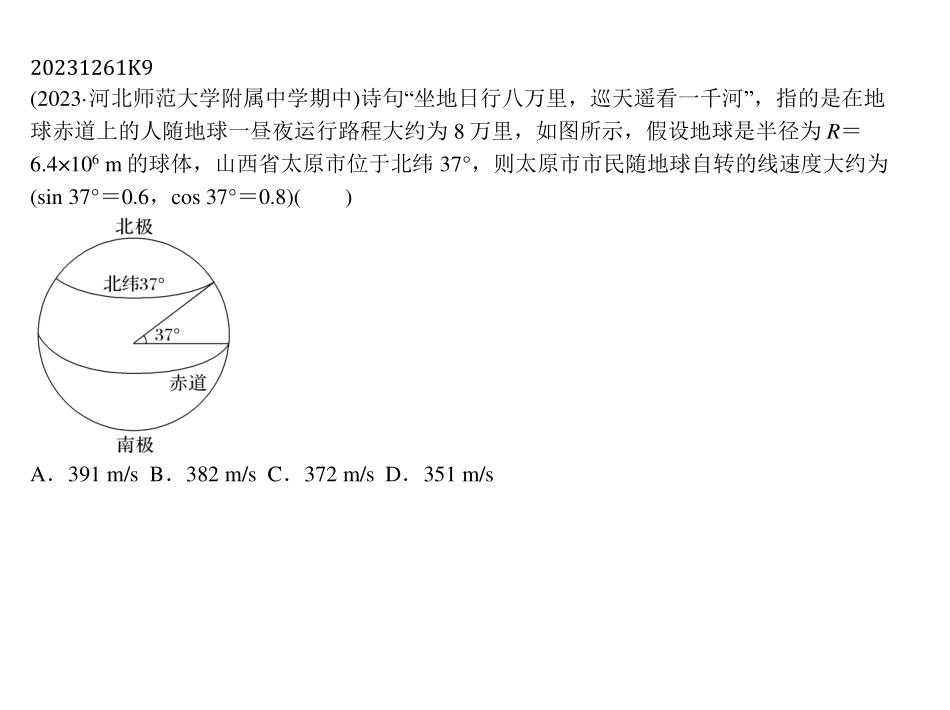 20231261K9
(2023·河北师范大学附属中学期中)诗句“坐地日行八万里，巡天遥看一千河”，指的是在地
球赤道上的人随地球一昼夜运行路程大约为 8 万里，如图所示，假设地球是半径为 R＝
6.4×10⁶ m 的球体，山西省太原市位于北纬 37°，则太原市市民随地球自转的线速度大约为
(sin 37°＝0.6，cos 37°＝0.8)(　　)
北极
北纬37°
37°
赤道
南极
A．391 m/s B．382 m/s C．372 m/s D．351 m/s